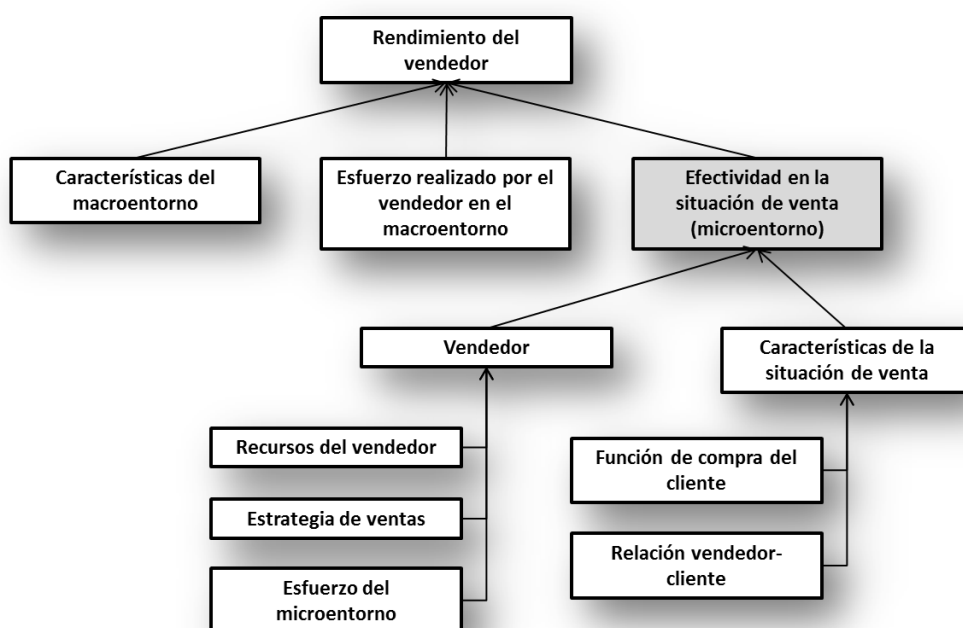 Rendimiento del
vendedor
Características del
macroentorno
Esfuerzo realizado por el
vendedor en el
macroentorno
Efectividad en la
situación de venta
(microentorno)
Vendedor
Características de la
situación de venta
Recursos del vendedor
Estrategia de ventas
Esfuerzo del
microentorno
Función de compra del
cliente
Relación vendedor-
cliente